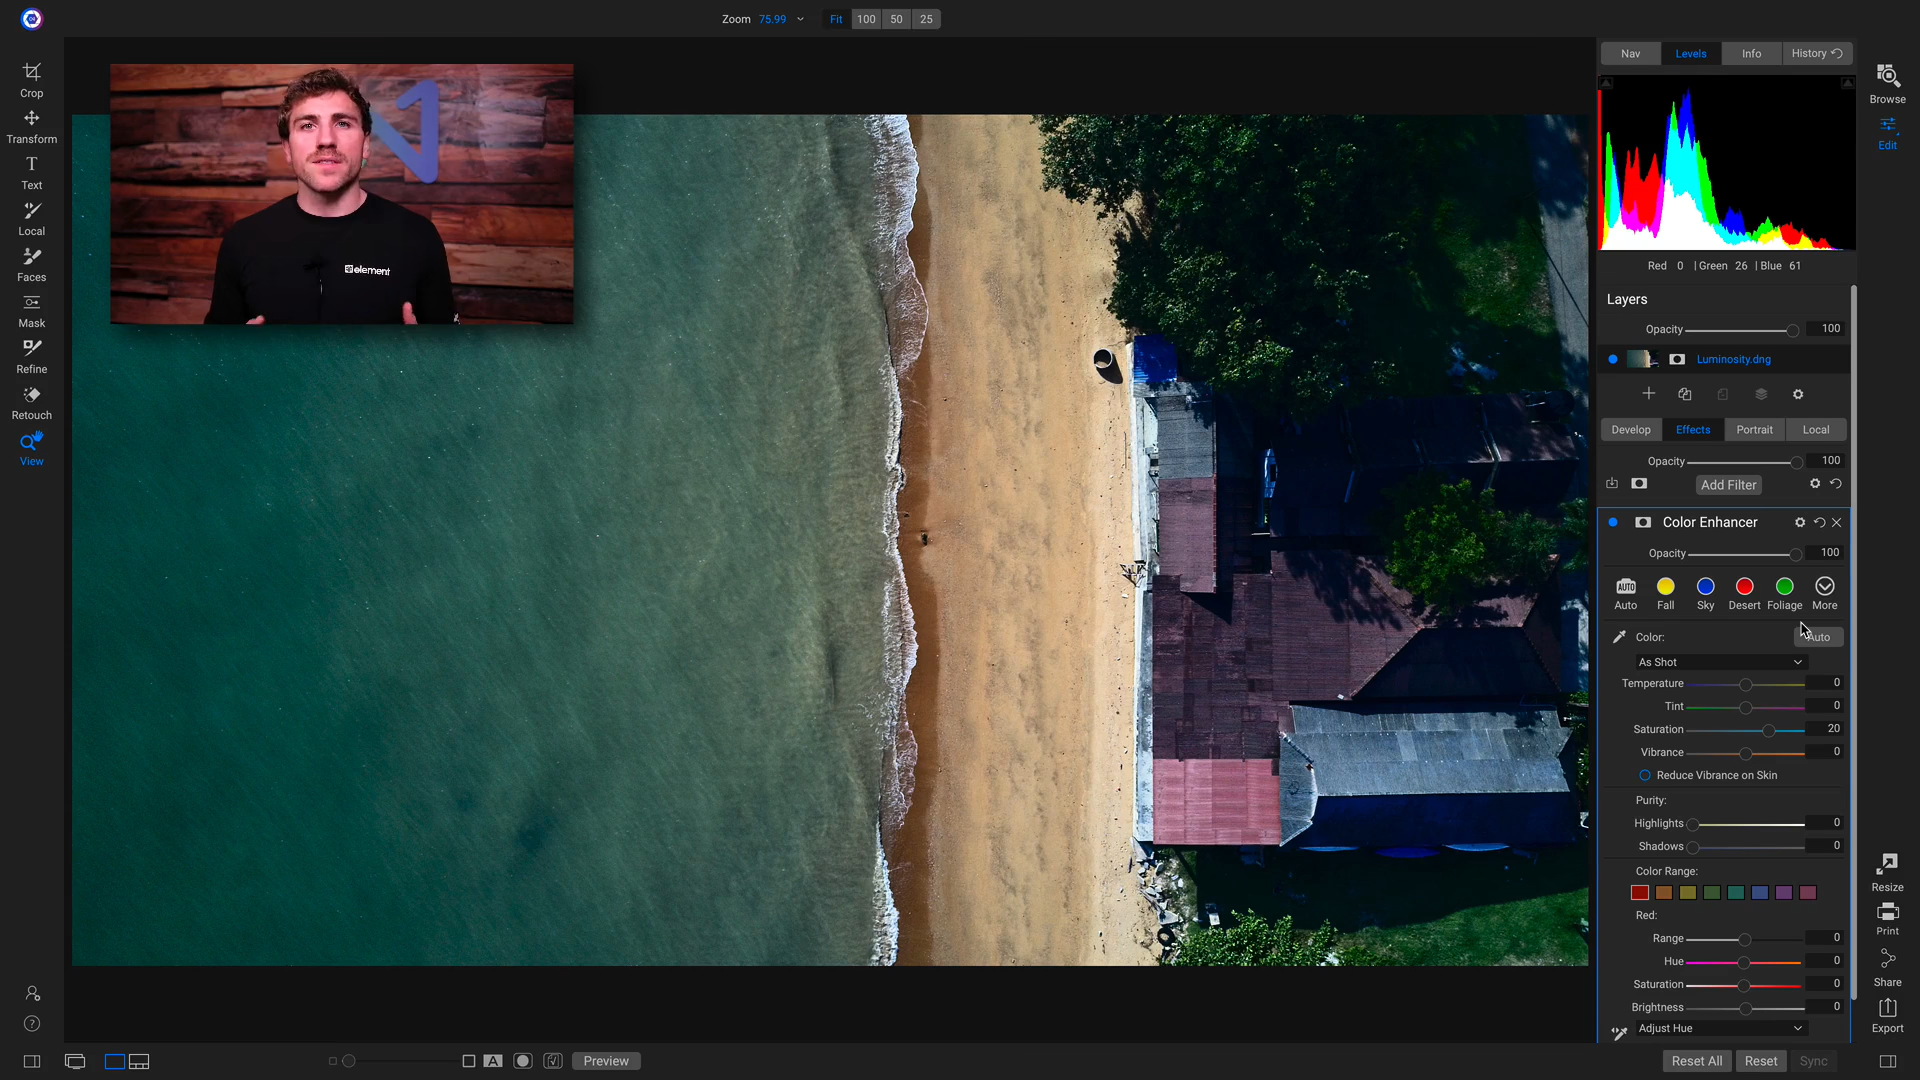 Zoom 75.99 Fit 100 50 25
Nav Levels Info History
Crop
Transform
Text
Local
Faces
Mask
Refine
Retouch
View
element
Browse
Edit
Red 0 | Green 26 | Blue 61
Layers
Opacity 100
Luminosity.dng
Develop Effects Portrait Local
Opacity 100
Add Filter
Color Enhancer
Opacity 100
AUTO
Auto Fall Sky Desert Foliage More
Color: Auto
As Shot
Temperature 0
Tint 0
Saturation 20
Vibrance 0
Reduce Vibrance on Skin
Purity:
Highlights 0
Shadows 0
Color Range:
Red:
Range 0
Hue 0
Saturation 0
Brightness 0
Adjust Hue
Resize
Print
Share
Export
A Preview
Reset All Reset Sync